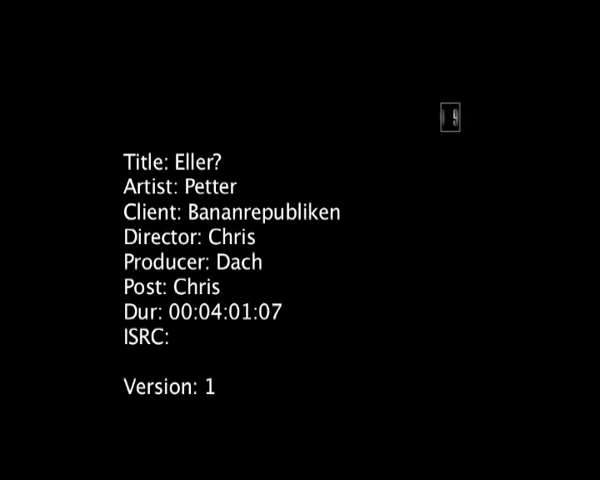 9
Title: Eller?
Artist: Petter
Client: Bananrepubliken
Director: Chris
Producer: Dach
Post: Chris
Dur: 00:04:01:07
ISRC:
Version: 1